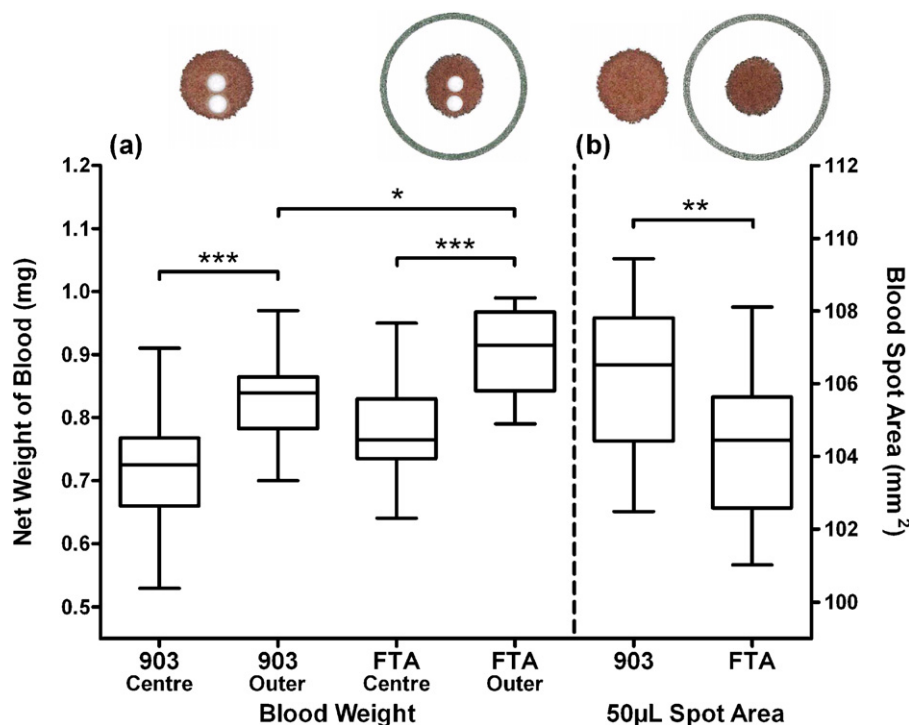 (a)
(b)
Net Weight of Blood (mg)
1.2
1.1
1.0
0.9
0.8
0.7
0.6
0.5
*
***
***
**
112
110
108
106
104
102
100
Blood Spot Area (mm²)
903 Centre
903 Outer
FTA Centre
FTA Outer
903
FTA
Blood Weight
50µL Spot Area